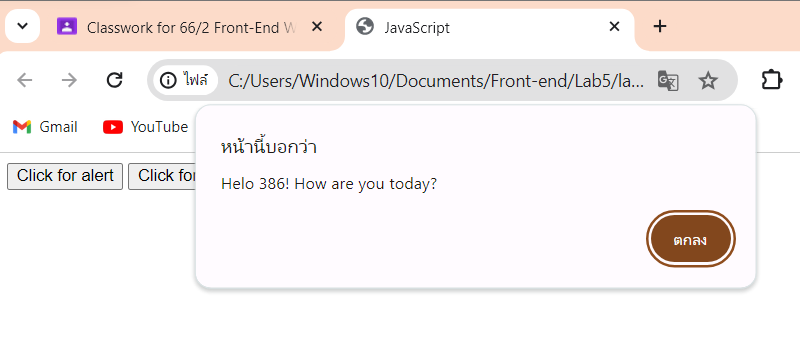 Classwork for 66/2 Front-End W
JavaScript
ไฟล์ C:/Users/Windows10/Documents/Front-end/Lab5/la...
Gmail YouTube
หน้านี้บอกว่า
Helo 386! How are you today?
ตกลง
Click for alert Click for